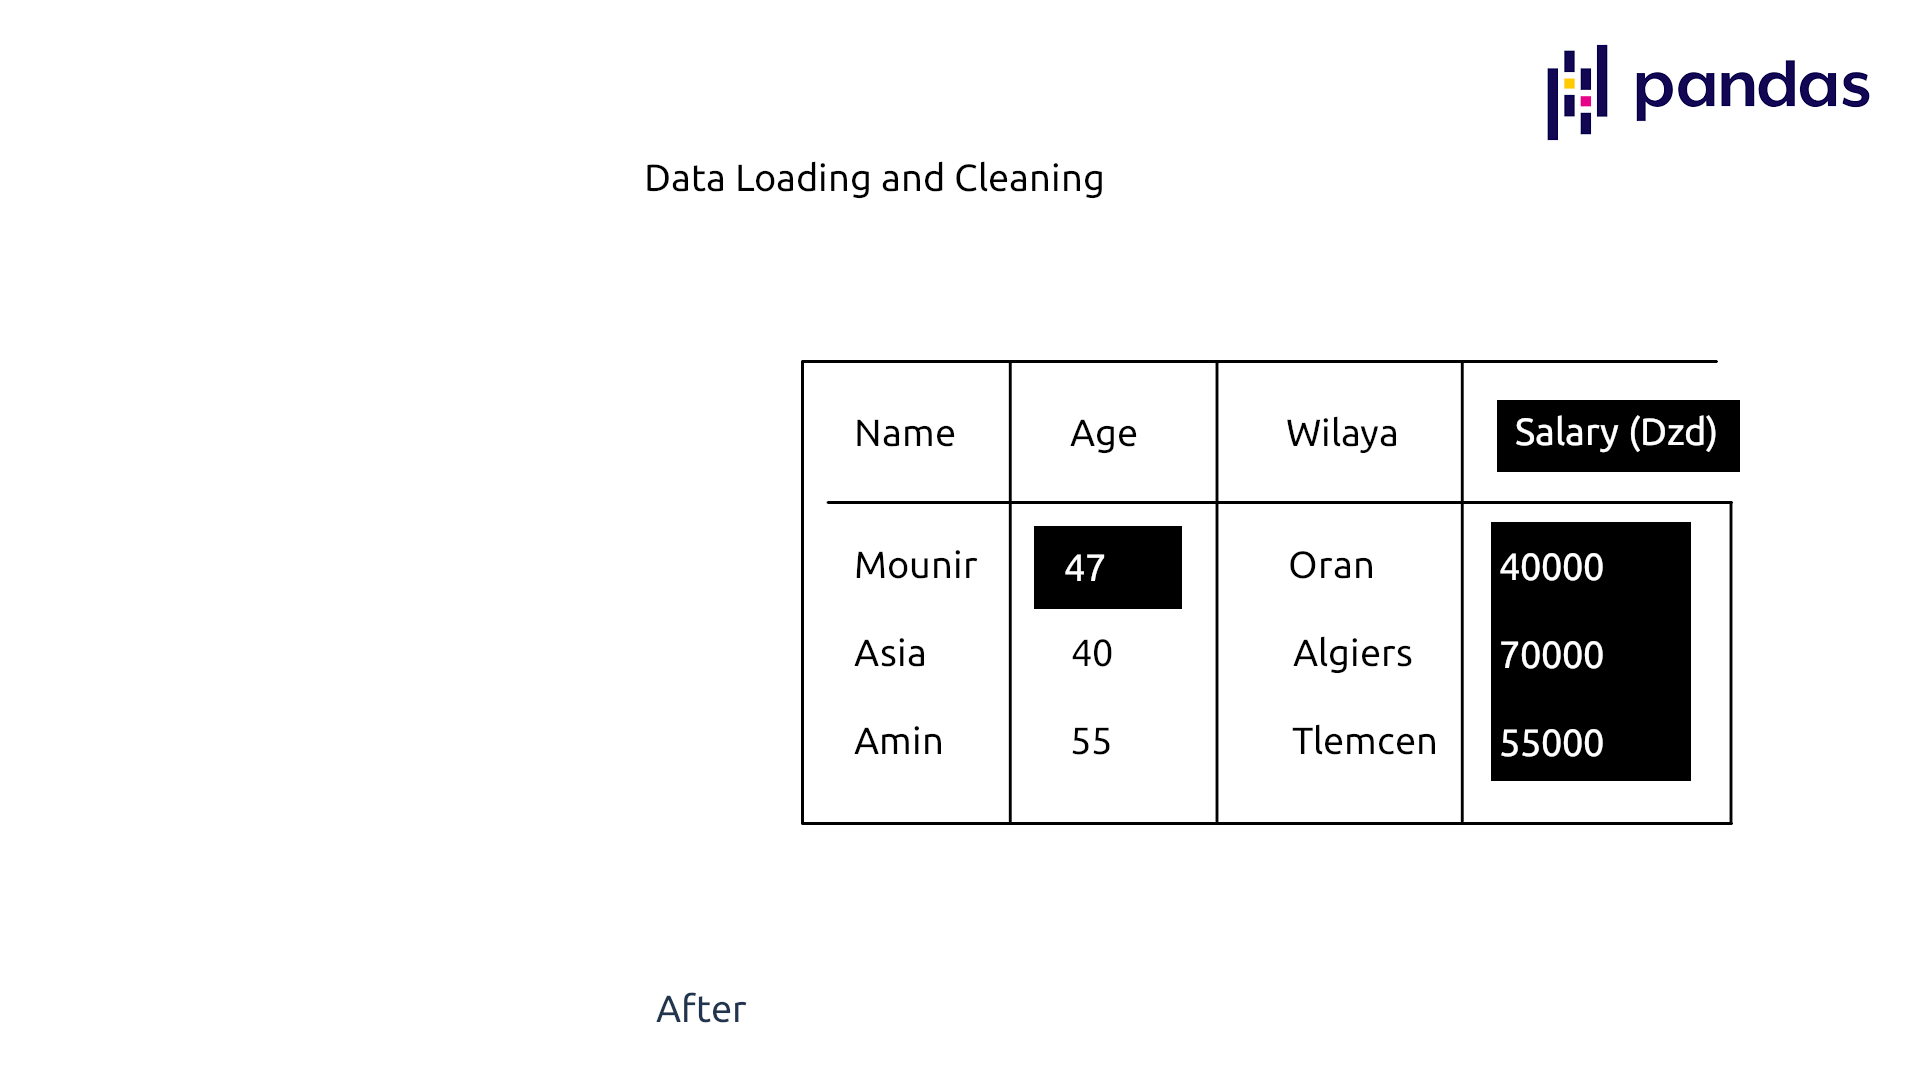 pandas
Data Loading and Cleaning
Name Age Wilaya Salary (Dzd)
Mounir 47 Oran 40000
Asia 40 Algiers 70000
Amin 55 Tlemcen 55000
After